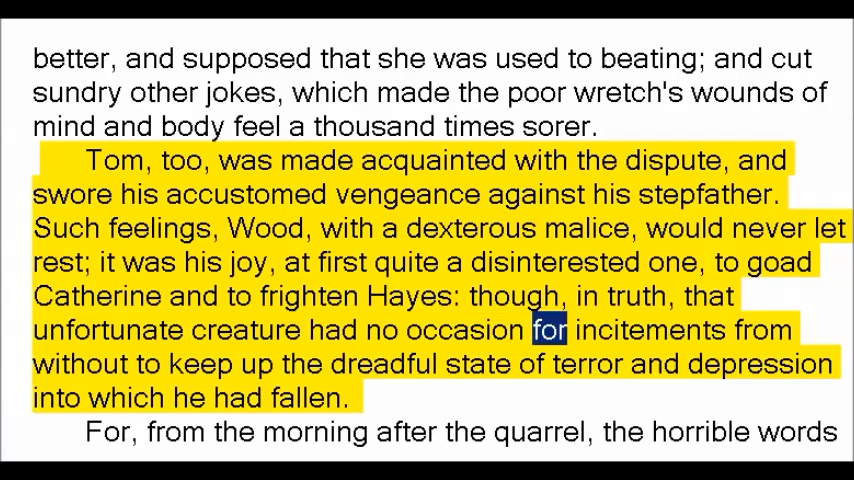 better, and supposed that she was used to beating; and cut
sundry other jokes, which made the poor wretch's wounds of
mind and body feel a thousand times sorer.
Tom, too, was made acquainted with the dispute, and
swore his accustomed vengeance against his stepfather.
Such feelings, Wood, with a dexterous malice, would never let
rest; it was his joy, at first quite a disinterested one, to goad
Catherine and to frighten Hayes: though, in truth, that
unfortunate creature had no occasion for incitements from
without to keep up the dreadful state of terror and depression
into which he had fallen.
For, from the morning after the quarrel, the horrible words